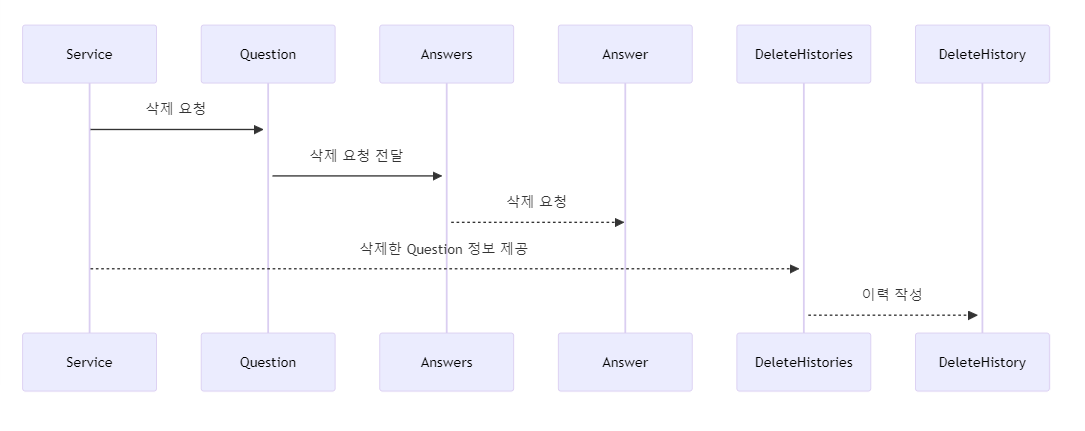 Service
Question
Answers
Answer
DeleteHistories
DeleteHistory
삭제 요청
삭제 요청 전달
삭제 요청
삭제한 Question 정보 제공
이력 작성
Service
Question
Answers
Answer
DeleteHistories
DeleteHistory